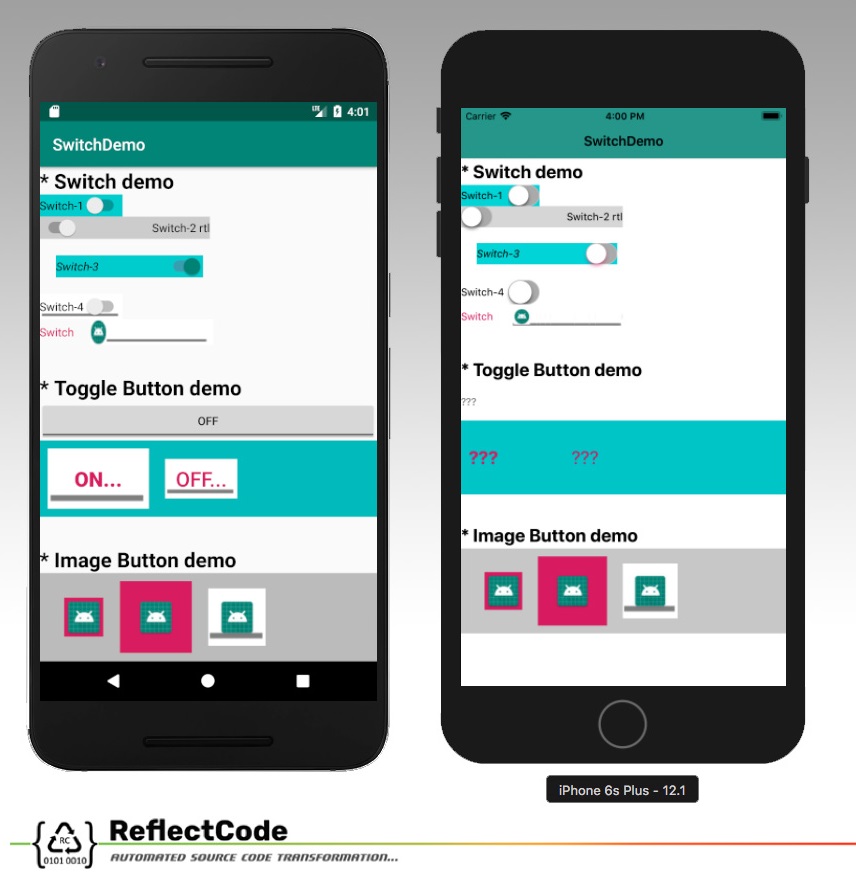 LTE 4:01
SwitchDemo
* Switch demo
Switch-1
Switch-2 rtl
Switch-3
Switch-4
Switch
* Toggle Button demo
OFF
ON...
OFF...
* Image Button demo
Carrier 4:00 PM
SwitchDemo
* Switch demo
Switch-1
Switch-2 rtl
Switch-3
Switch-4
Switch
* Toggle Button demo
???
??? ???
* Image Button demo
iPhone 6s Plus - 12.1
RC
0101 0010
ReflectCode
AUTOMATED SOURCE CODE TRANSFORMATION...